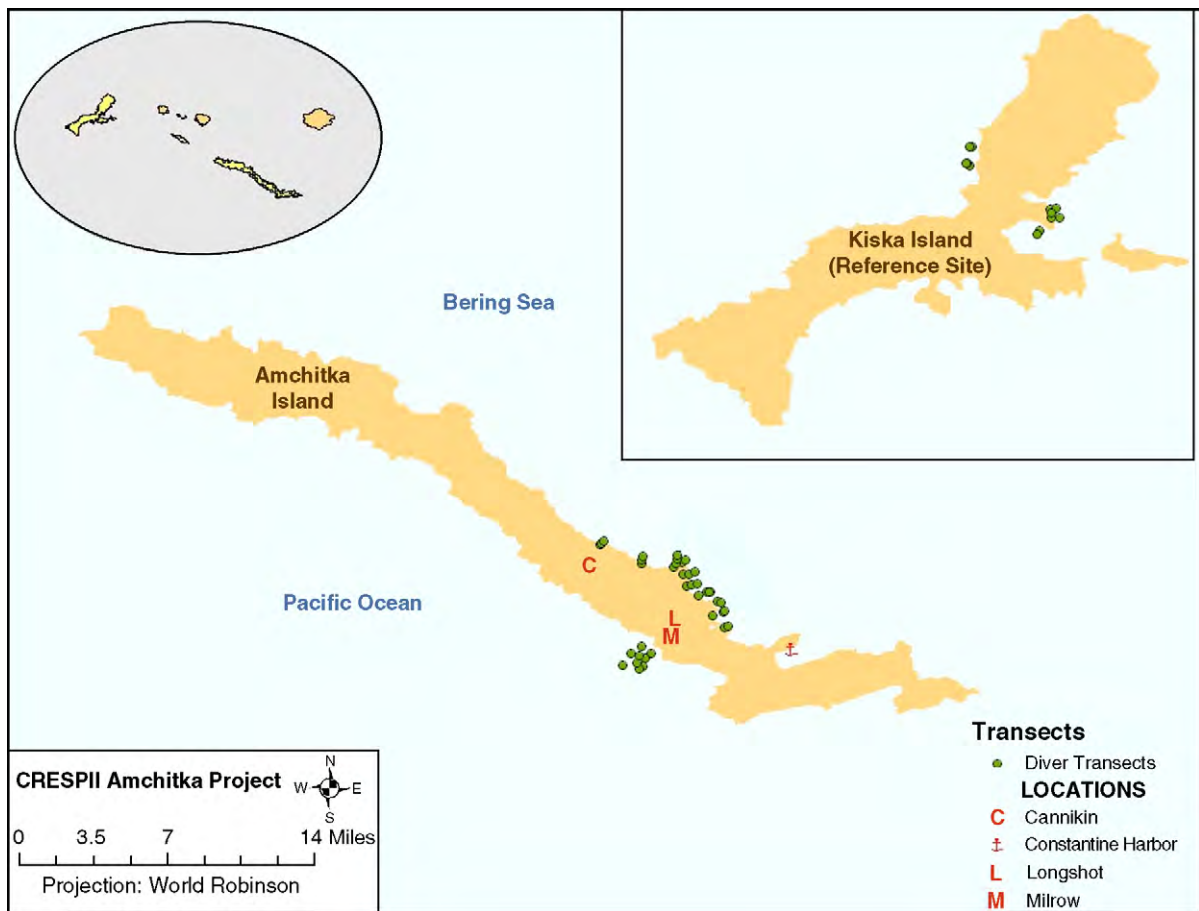 Kiska Island
(Reference Site)
Bering Sea
Amchitka
Island
C
Pacific Ocean
L
M
CRESPII Amchitka Project
N
W E
S
0 3.5 7 14 Miles
Projection: World Robinson
Transects
Diver Transects
LOCATIONS
C Cannikin
Constantine Harbor
L Longshot
M Milrow